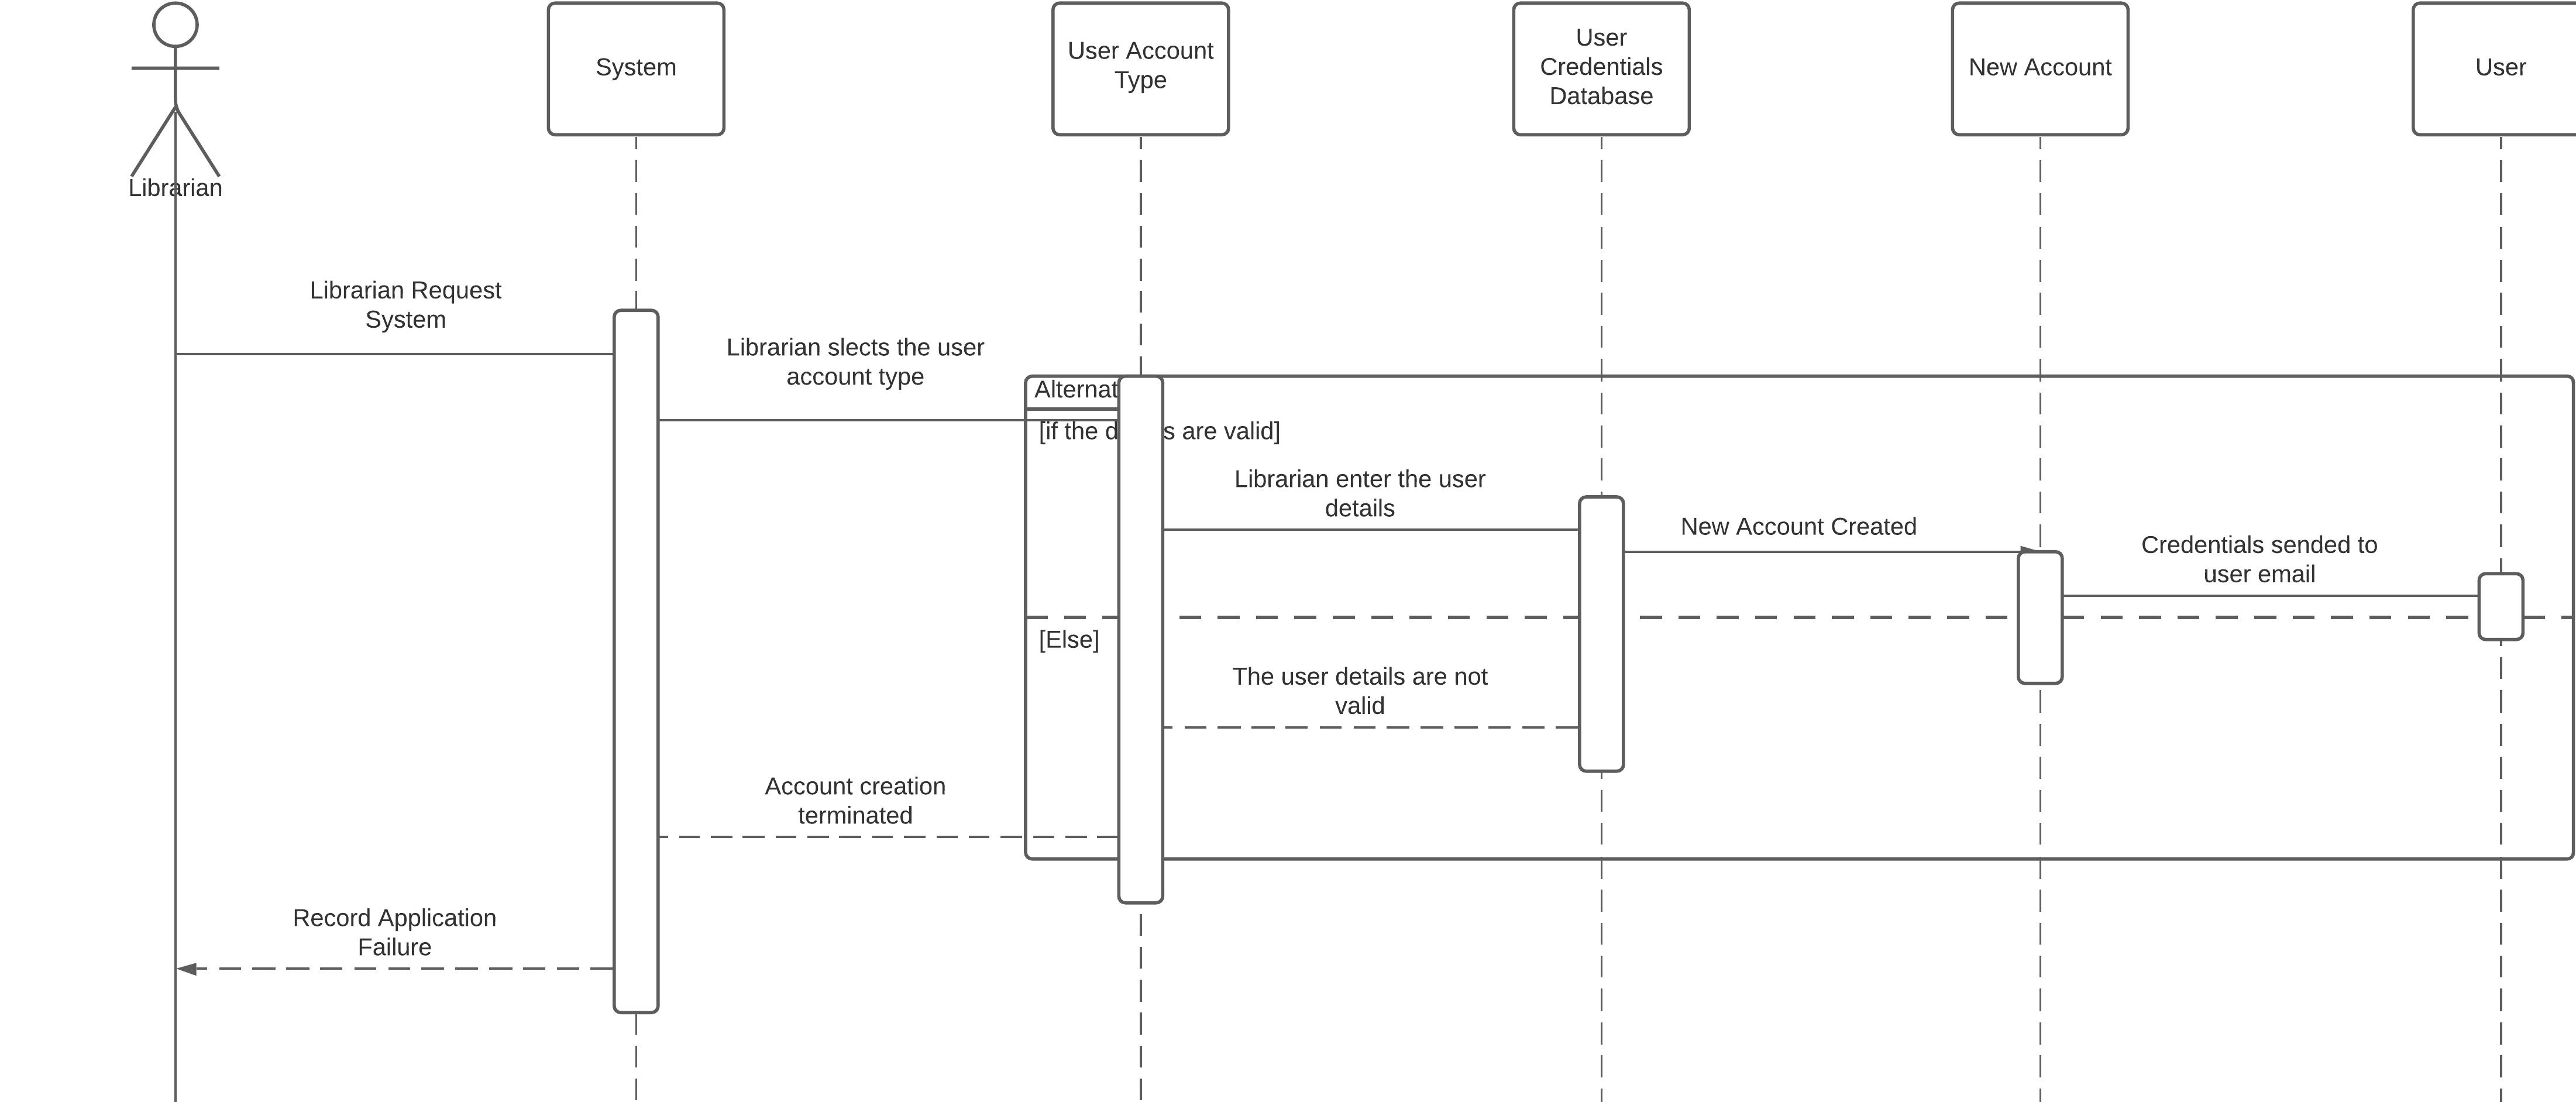 System
User Account
Type
User
Credentials
Database
New Account
User
Librarian
Librarian Request
System
Librarian slects the user
account type
Alternat
[if the d s are valid]
Librarian enter the user
details
New Account Created
Credentials sended to
user email
[Else]
The user details are not
valid
Account creation
terminated
Record Application
Failure